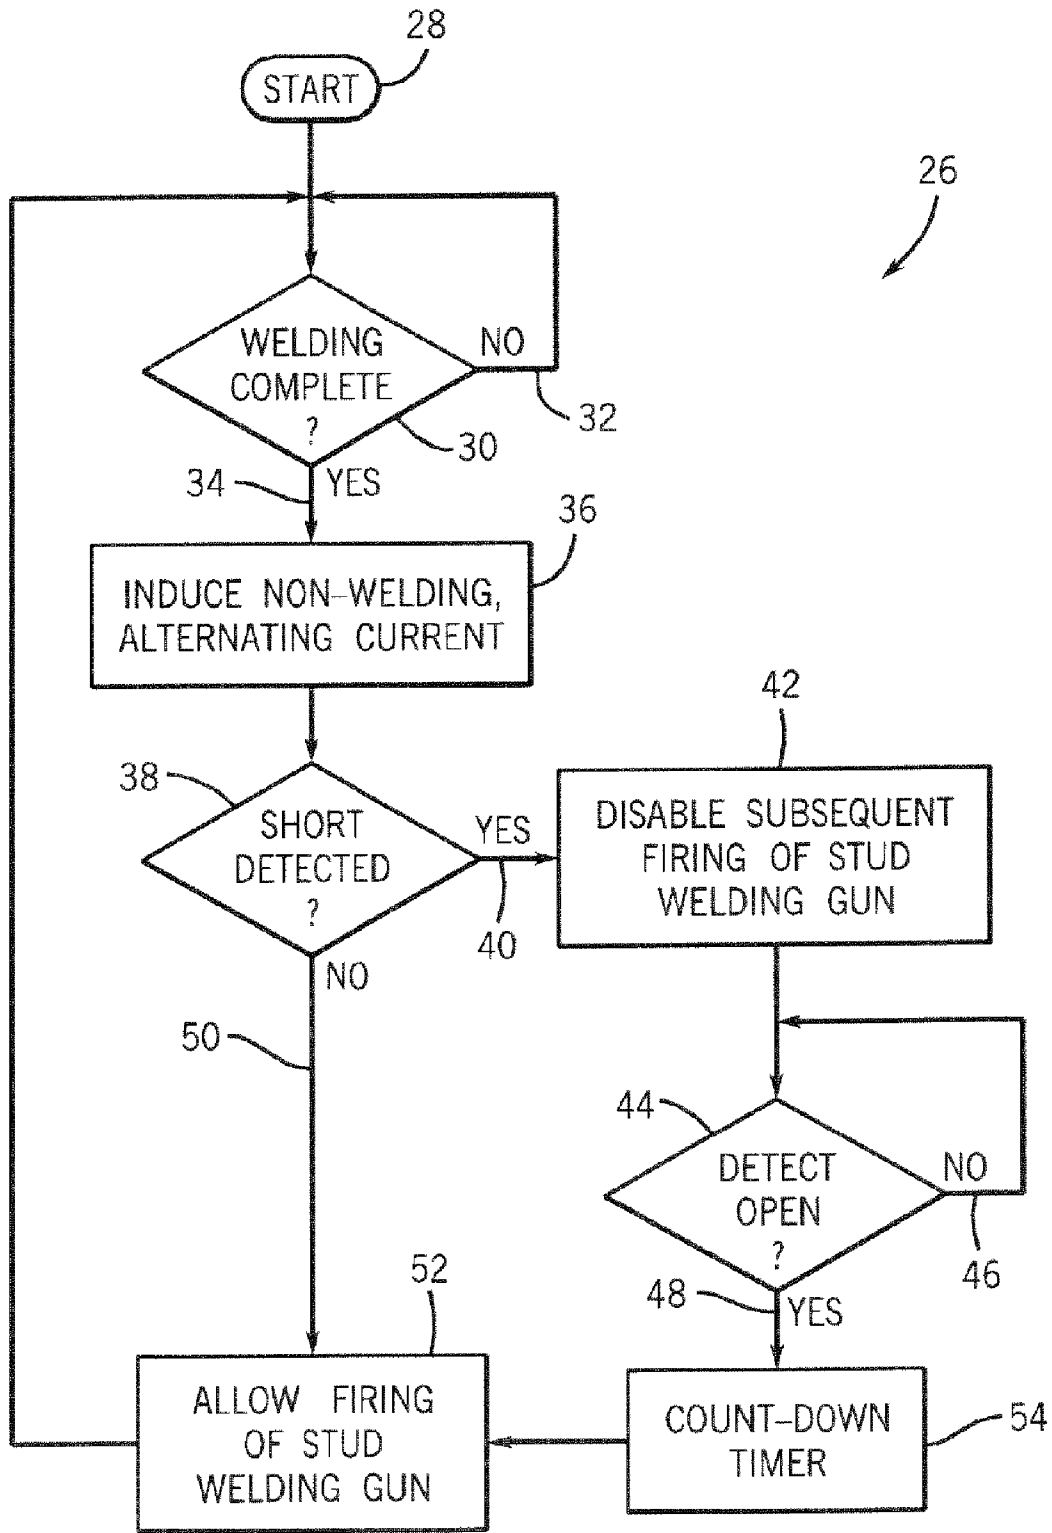 28
START
26
WELDING
COMPLETE
?
NO
32
30
34
YES
36
INDUCE NON-WELDING,
ALTERNATING CURRENT
42
38
SHORT
DETECTED
?
YES
40
NO
DISABLE SUBSEQUENT
FIRING OF STUD
WELDING GUN
50
44
DETECT
OPEN
?
NO
46
48
YES
52
ALLOW FIRING
OF STUD
WELDING GUN
COUNT-DOWN
TIMER
54